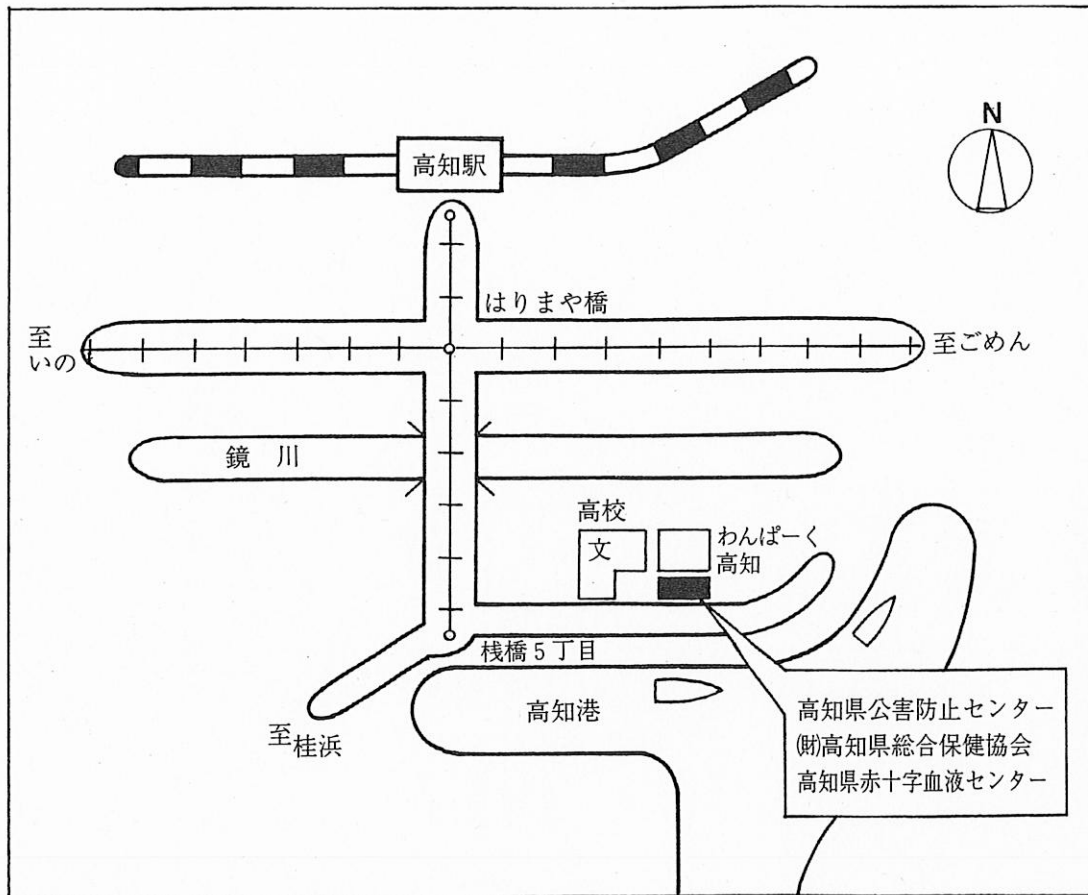 高知駅
N
はりまや橋
至
いの
至ごめん
鏡川
高校
文
わんぱーく
高知
桟橋5丁目
高知港
至桂浜
高知県公害防止センター
㈶高知県総合保健協会
高知県赤十字血液センター